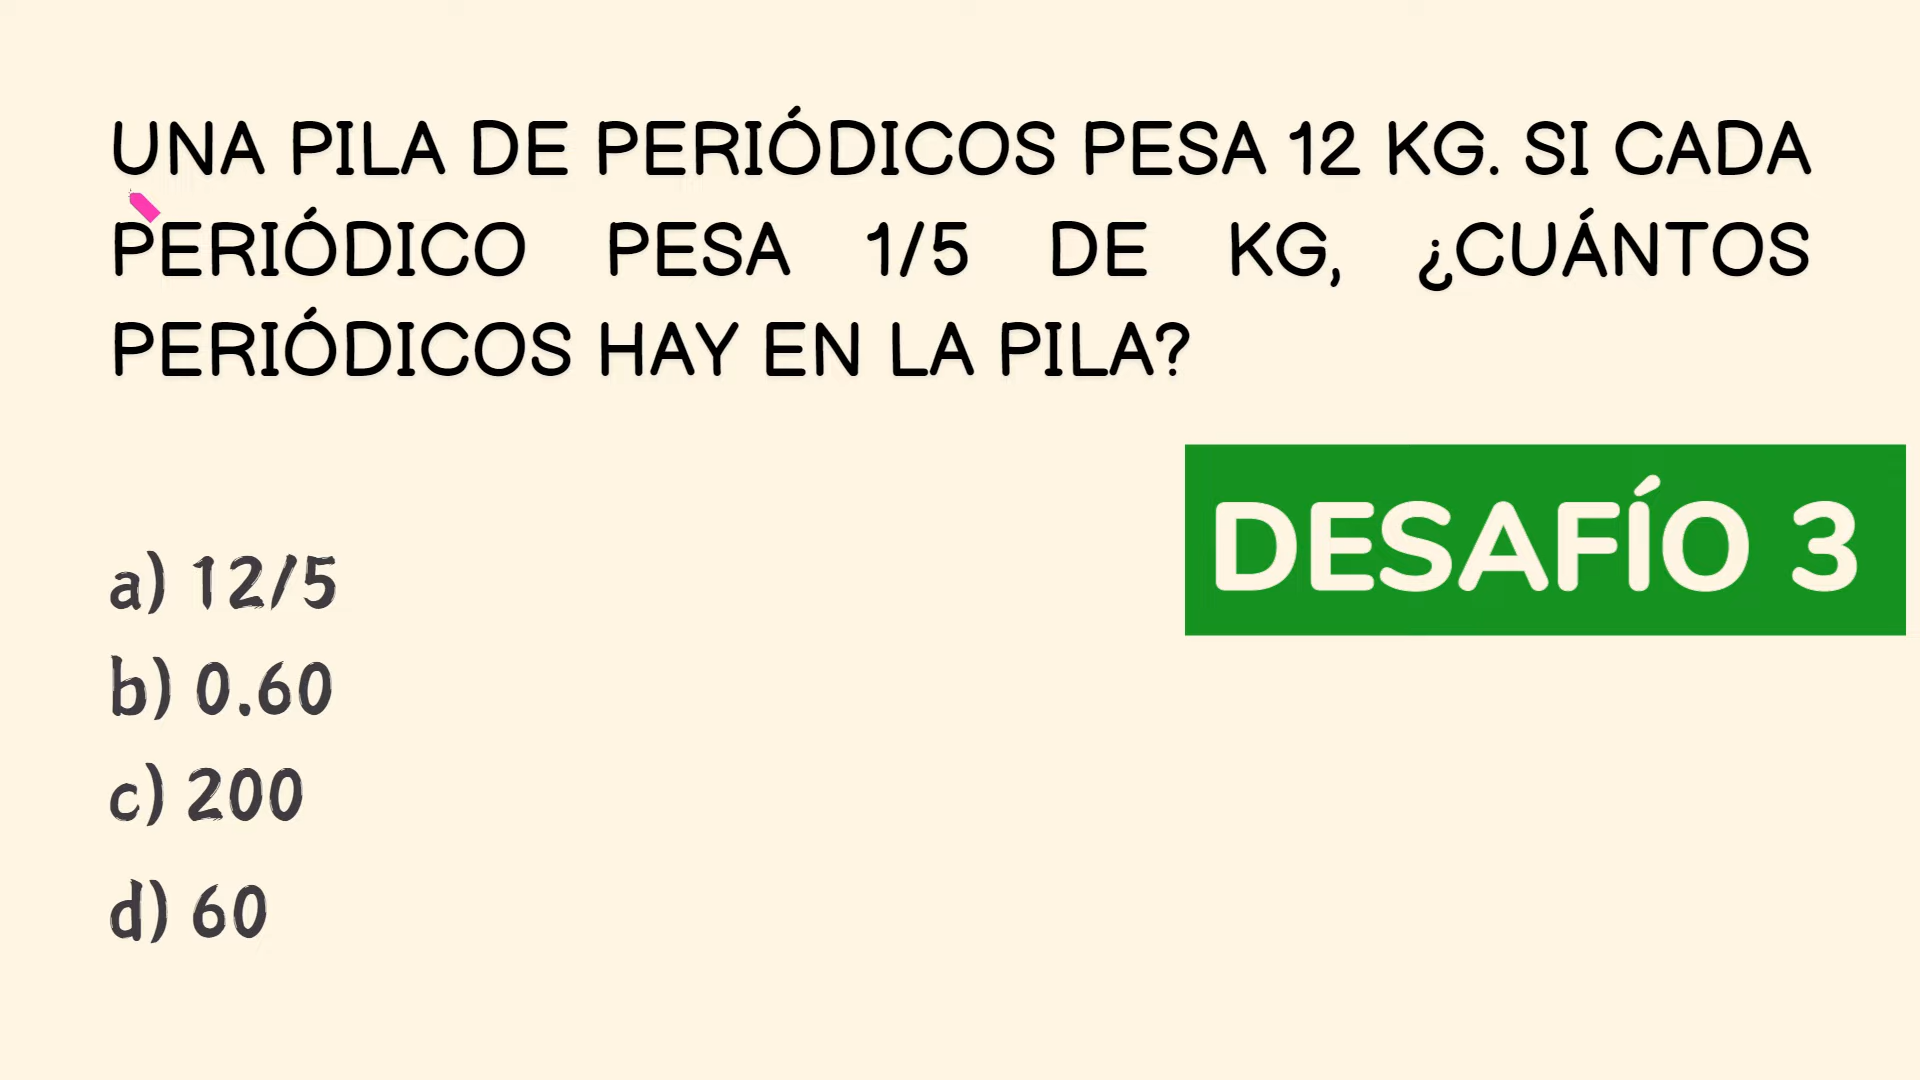 UNA PILA DE PERIÓDICOS PESA 12 KG. SI CADA
PERIÓDICO PESA 1/5 DE KG, ¿CUÁNTOS
PERIÓDICOS HAY EN LA PILA?
DESAFÍO 3
a) 12/5
b) 0.60
c) 200
d) 60